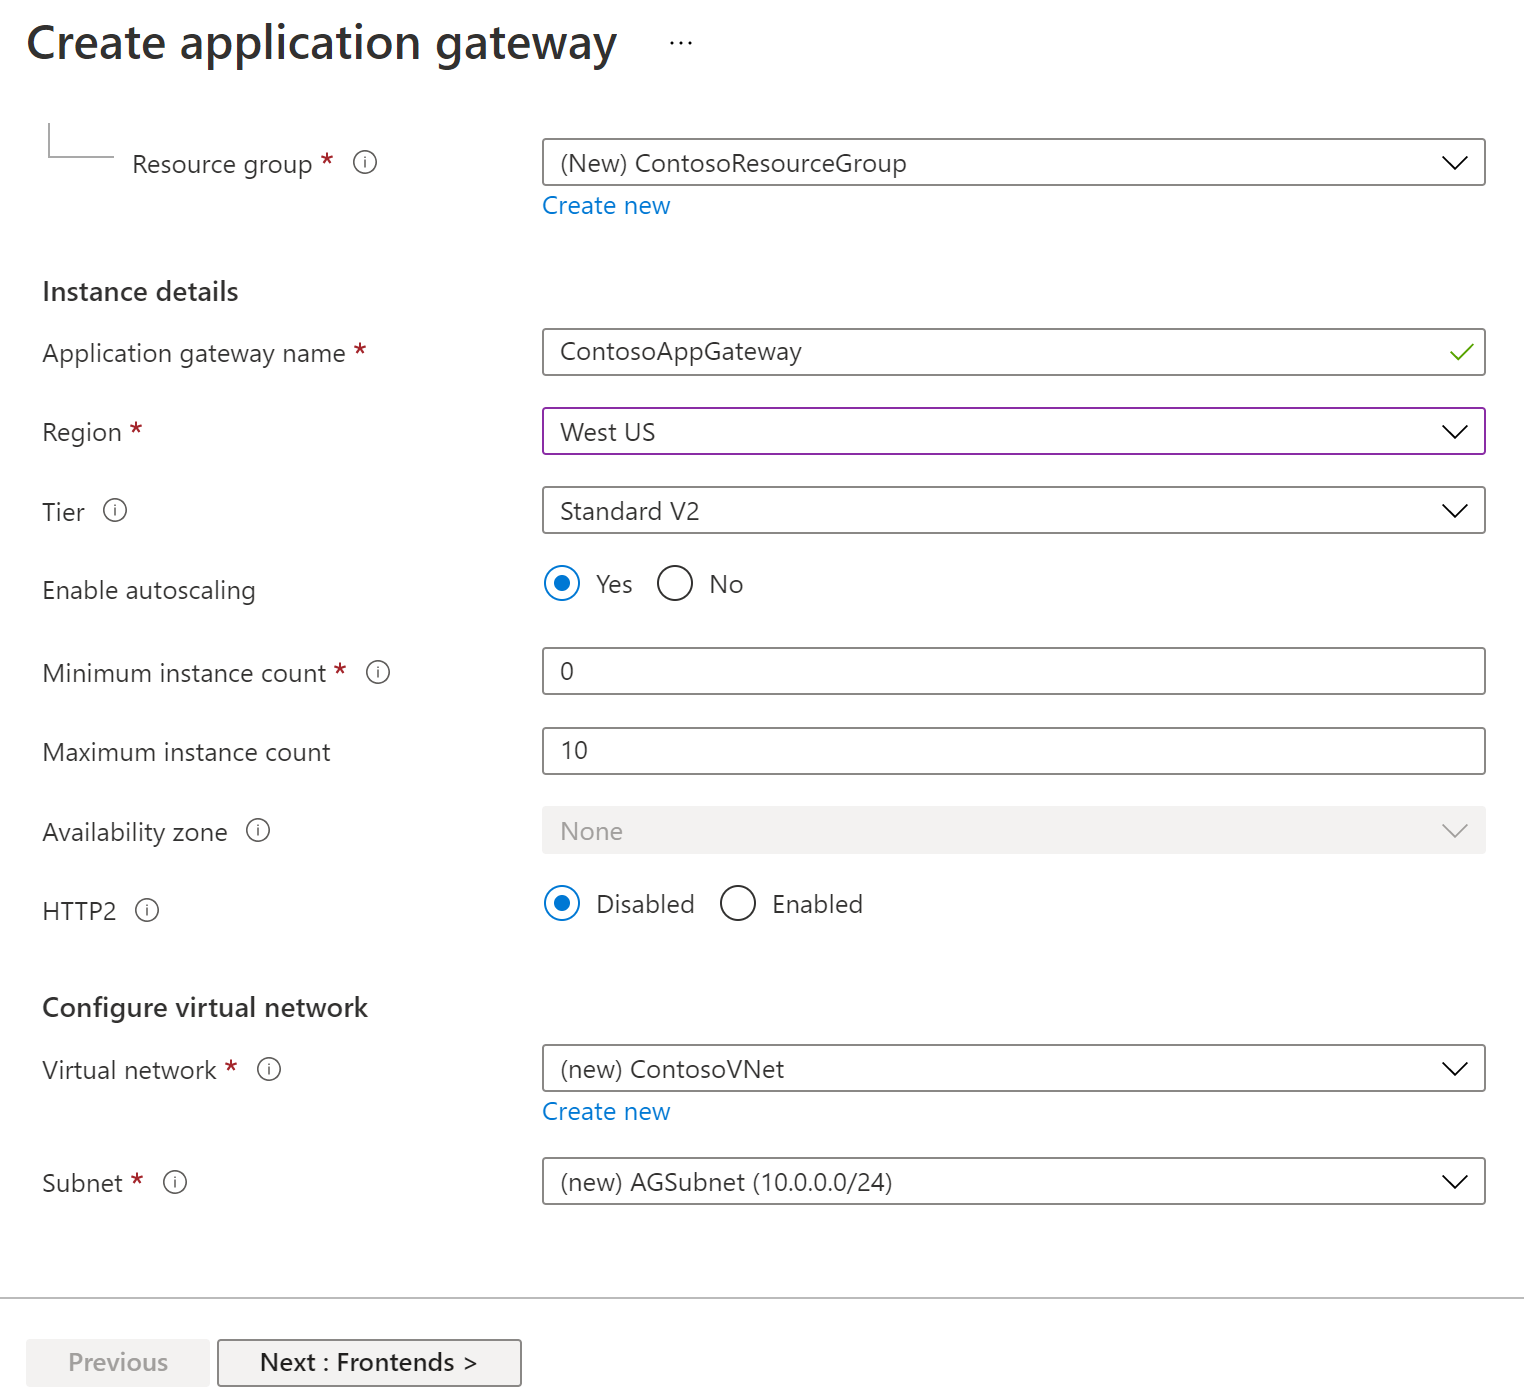 Create application gateway ...
Resource group * (New) ContosoResourceGroup
Create new
Instance details
Application gateway name * ContosoAppGateway
Region * West US
Tier Standard V2
Enable autoscaling Yes No
Minimum instance count * 0
Maximum instance count 10
Availability zone None
HTTP2 Disabled Enabled
Configure virtual network
Virtual network * (new) ContosoVNet
Create new
Subnet * (new) AGSubnet (10.0.0.0/24)
Previous Next : Frontends >